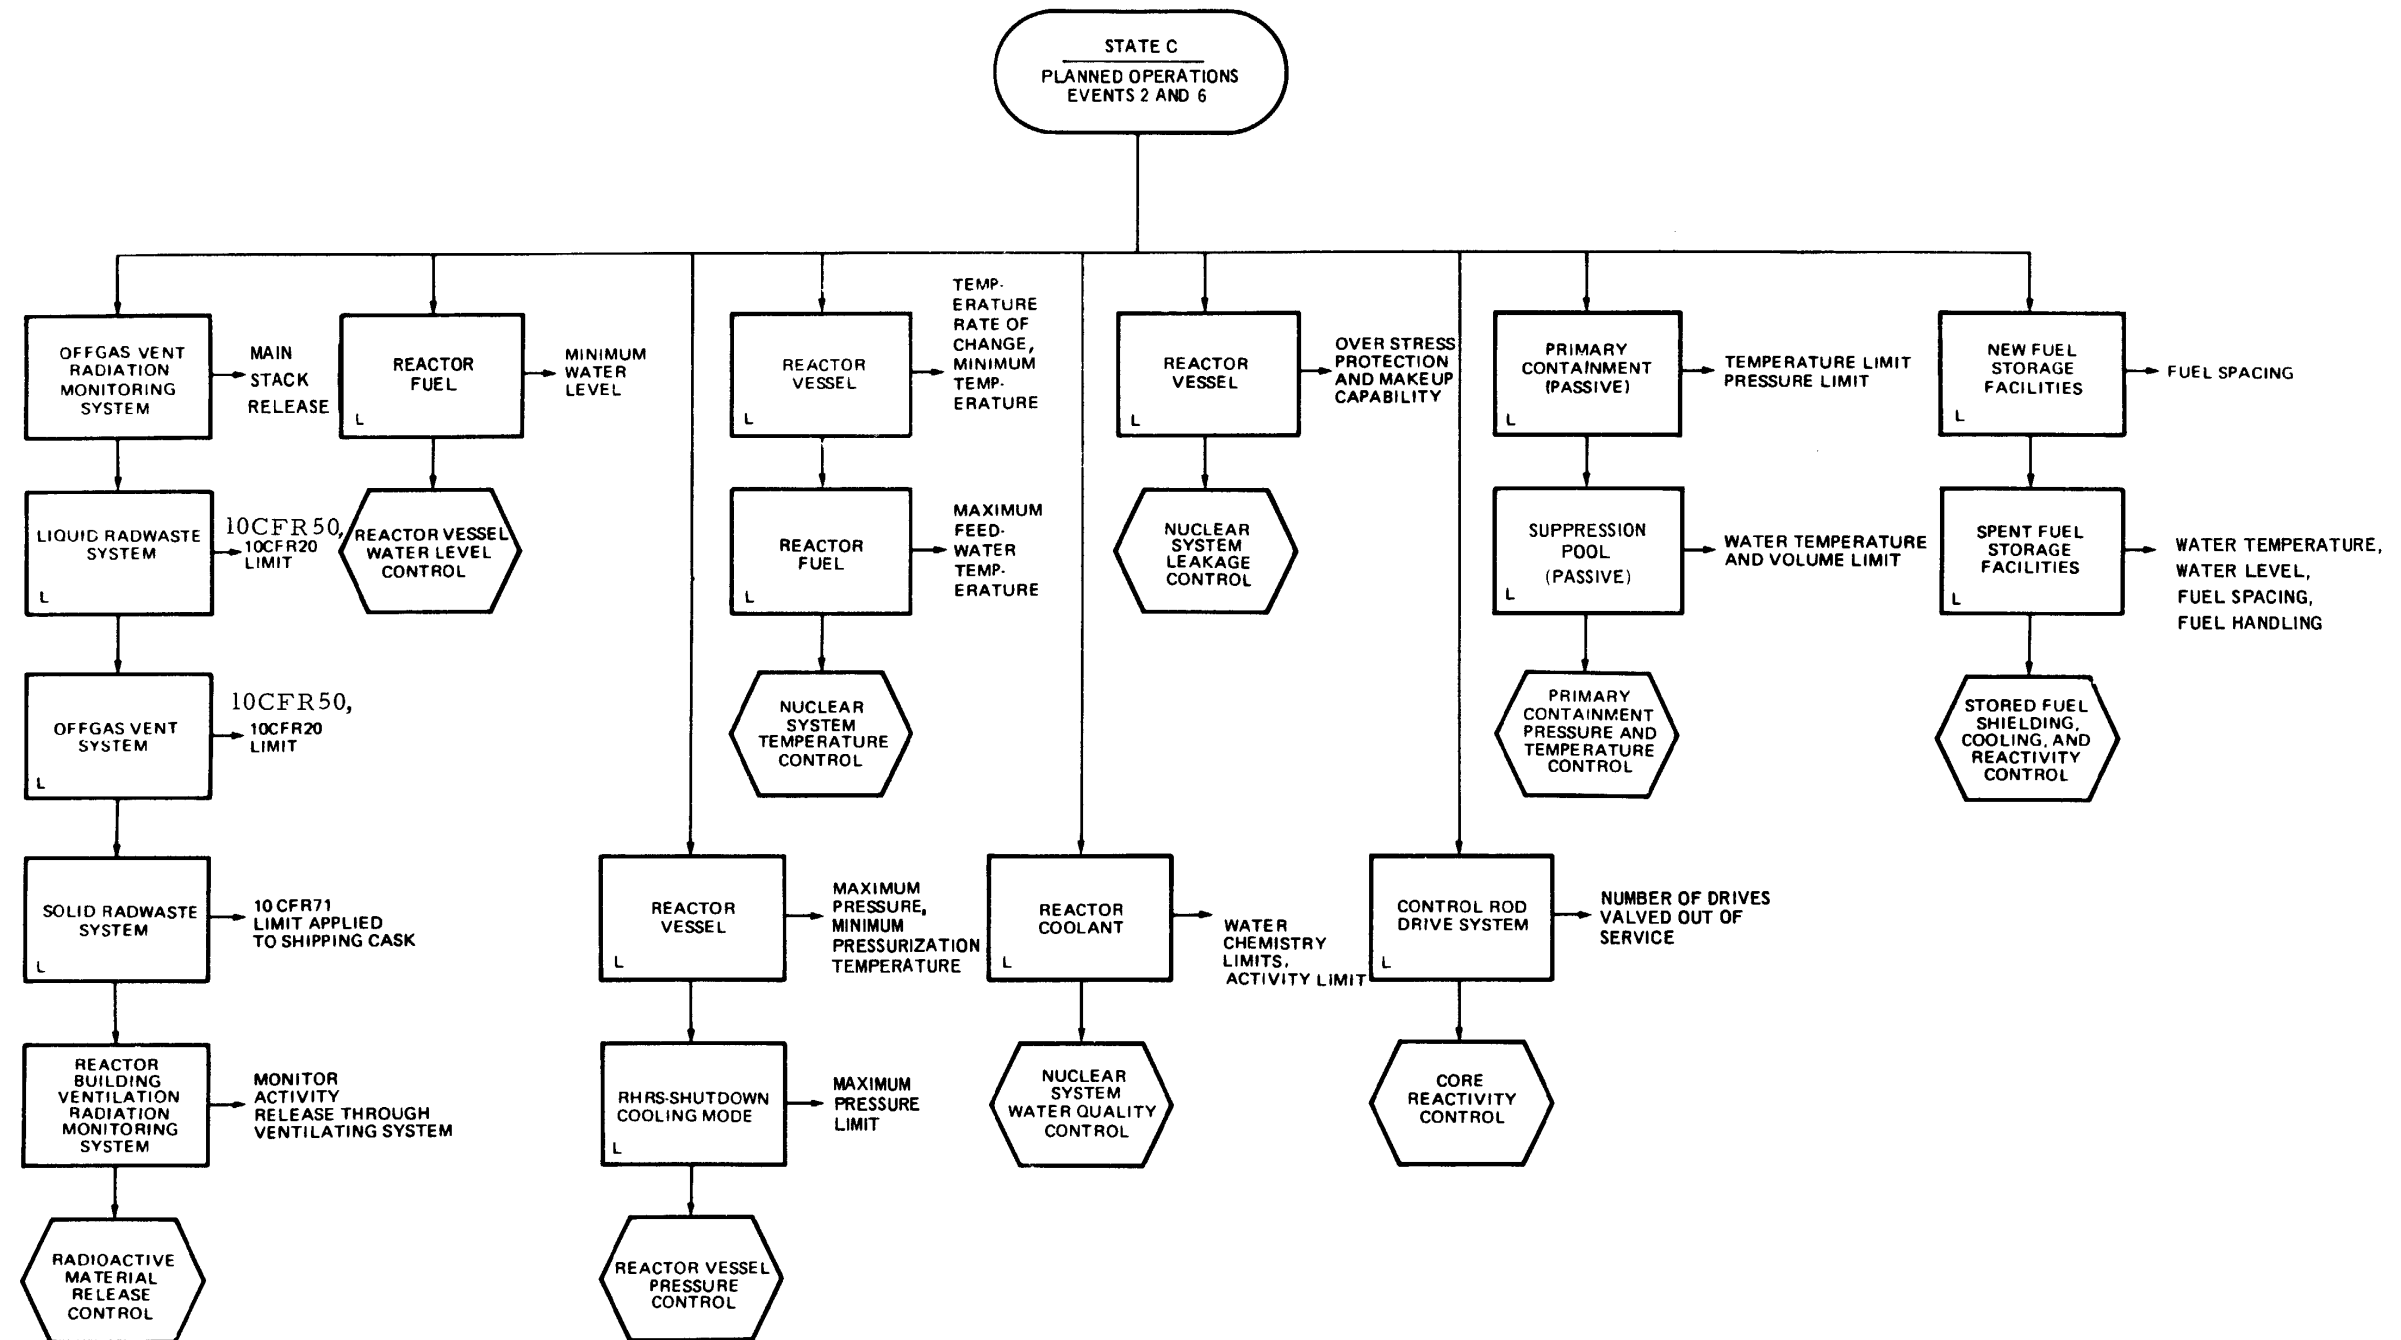 STATE C
PLANNED OPERATIONS
EVENTS 2 AND 6
OFFGAS VENT
RADIATION
MONITORING
SYSTEM
MAIN
STACK
RELEASE
REACTOR
FUEL
L
MINIMUM
WATER
LEVEL
REACTOR
VESSEL
L
TEMP-
ERATURE
RATE OF
CHANGE,
MINIMUM
TEMP-
ERATURE
REACTOR
VESSEL
L
OVER STRESS
PROTECTION
AND MAKEUP
CAPABILITY
PRIMARY
CONTAINMENT
(PASSIVE)
L
TEMPERATURE LIMIT
PRESSURE LIMIT
NEW FUEL
STORAGE
FACILITIES
L
FUEL SPACING
LIQUID RADWASTE
SYSTEM
L
10CFR50,
10CFR20
LIMIT
REACTOR VESSEL
WATER LEVEL
CONTROL
REACTOR
FUEL
L
MAXIMUM
FEED-
WATER
TEMP-
ERATURE
NUCLEAR
SYSTEM
LEAKAGE
CONTROL
SUPPRESSION
POOL
(PASSIVE)
L
WATER TEMPERATURE
AND VOLUME LIMIT
SPENT FUEL
STORAGE
FACILITIES
L
WATER TEMPERATURE,
WATER LEVEL,
FUEL SPACING,
FUEL HANDLING
OFFGAS VENT
SYSTEM
L
10CFR50,
10CFR20
LIMIT
NUCLEAR
SYSTEM
TEMPERATURE
CONTROL
PRIMARY
CONTAINMENT
PRESSURE AND
TEMPERATURE
CONTROL
STORED FUEL
SHIELDING,
COOLING, AND
REACTIVITY
CONTROL
SOLID RADWASTE
SYSTEM
L
10 CFR71
LIMIT APPLIED
TO SHIPPING CASK
REACTOR
VESSEL
L
MAXIMUM
PRESSURE,
MINIMUM
PRESSURIZATION
TEMPERATURE
REACTOR
COOLANT
L
WATER
CHEMISTRY
LIMITS,
ACTIVITY LIMIT
CONTROL ROD
DRIVE SYSTEM
L
NUMBER OF DRIVES
VALVED OUT OF
SERVICE
REACTOR
BUILDING
VENTILATION
RADIATION
MONITORING
SYSTEM
MONITOR
ACTIVITY
RELEASE THROUGH
VENTILATING SYSTEM
RHRS-SHUTDOWN
COOLING MODE
L
MAXIMUM
PRESSURE
LIMIT
NUCLEAR
SYSTEM
WATER QUALITY
CONTROL
CORE
REACTIVITY
CONTROL
RADIOACTIVE
MATERIAL
RELEASE
CONTROL
REACTOR VESSEL
PRESSURE
CONTROL